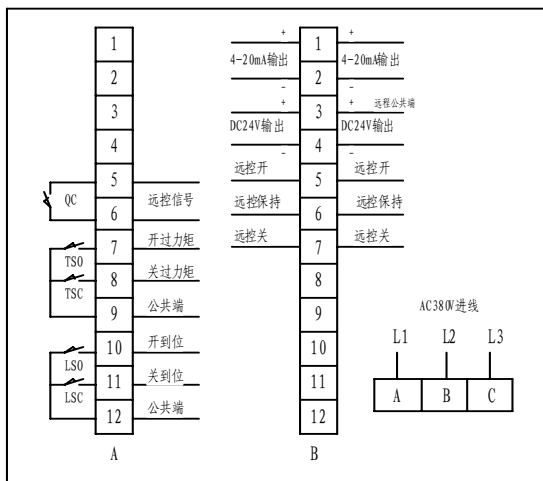 1
2
3
4
5
6
7
8
9
10
11
12
A
QC
TSO
TSC
LSO
LSC
远控信号
开过力矩
关过力矩
公共端
开到位
关到位
公共端
+
4-20mA输出
-
+
DC24V输出
-
远控开
远控保持
远控关
1
2
3
4
5
6
7
8
9
10
11
12
B
+
4-20mA输出
-
+
远程公共端
DC24V输出
-
远控开
远控保持
远控关
AC380V进线
L1 L2 L3
A B C